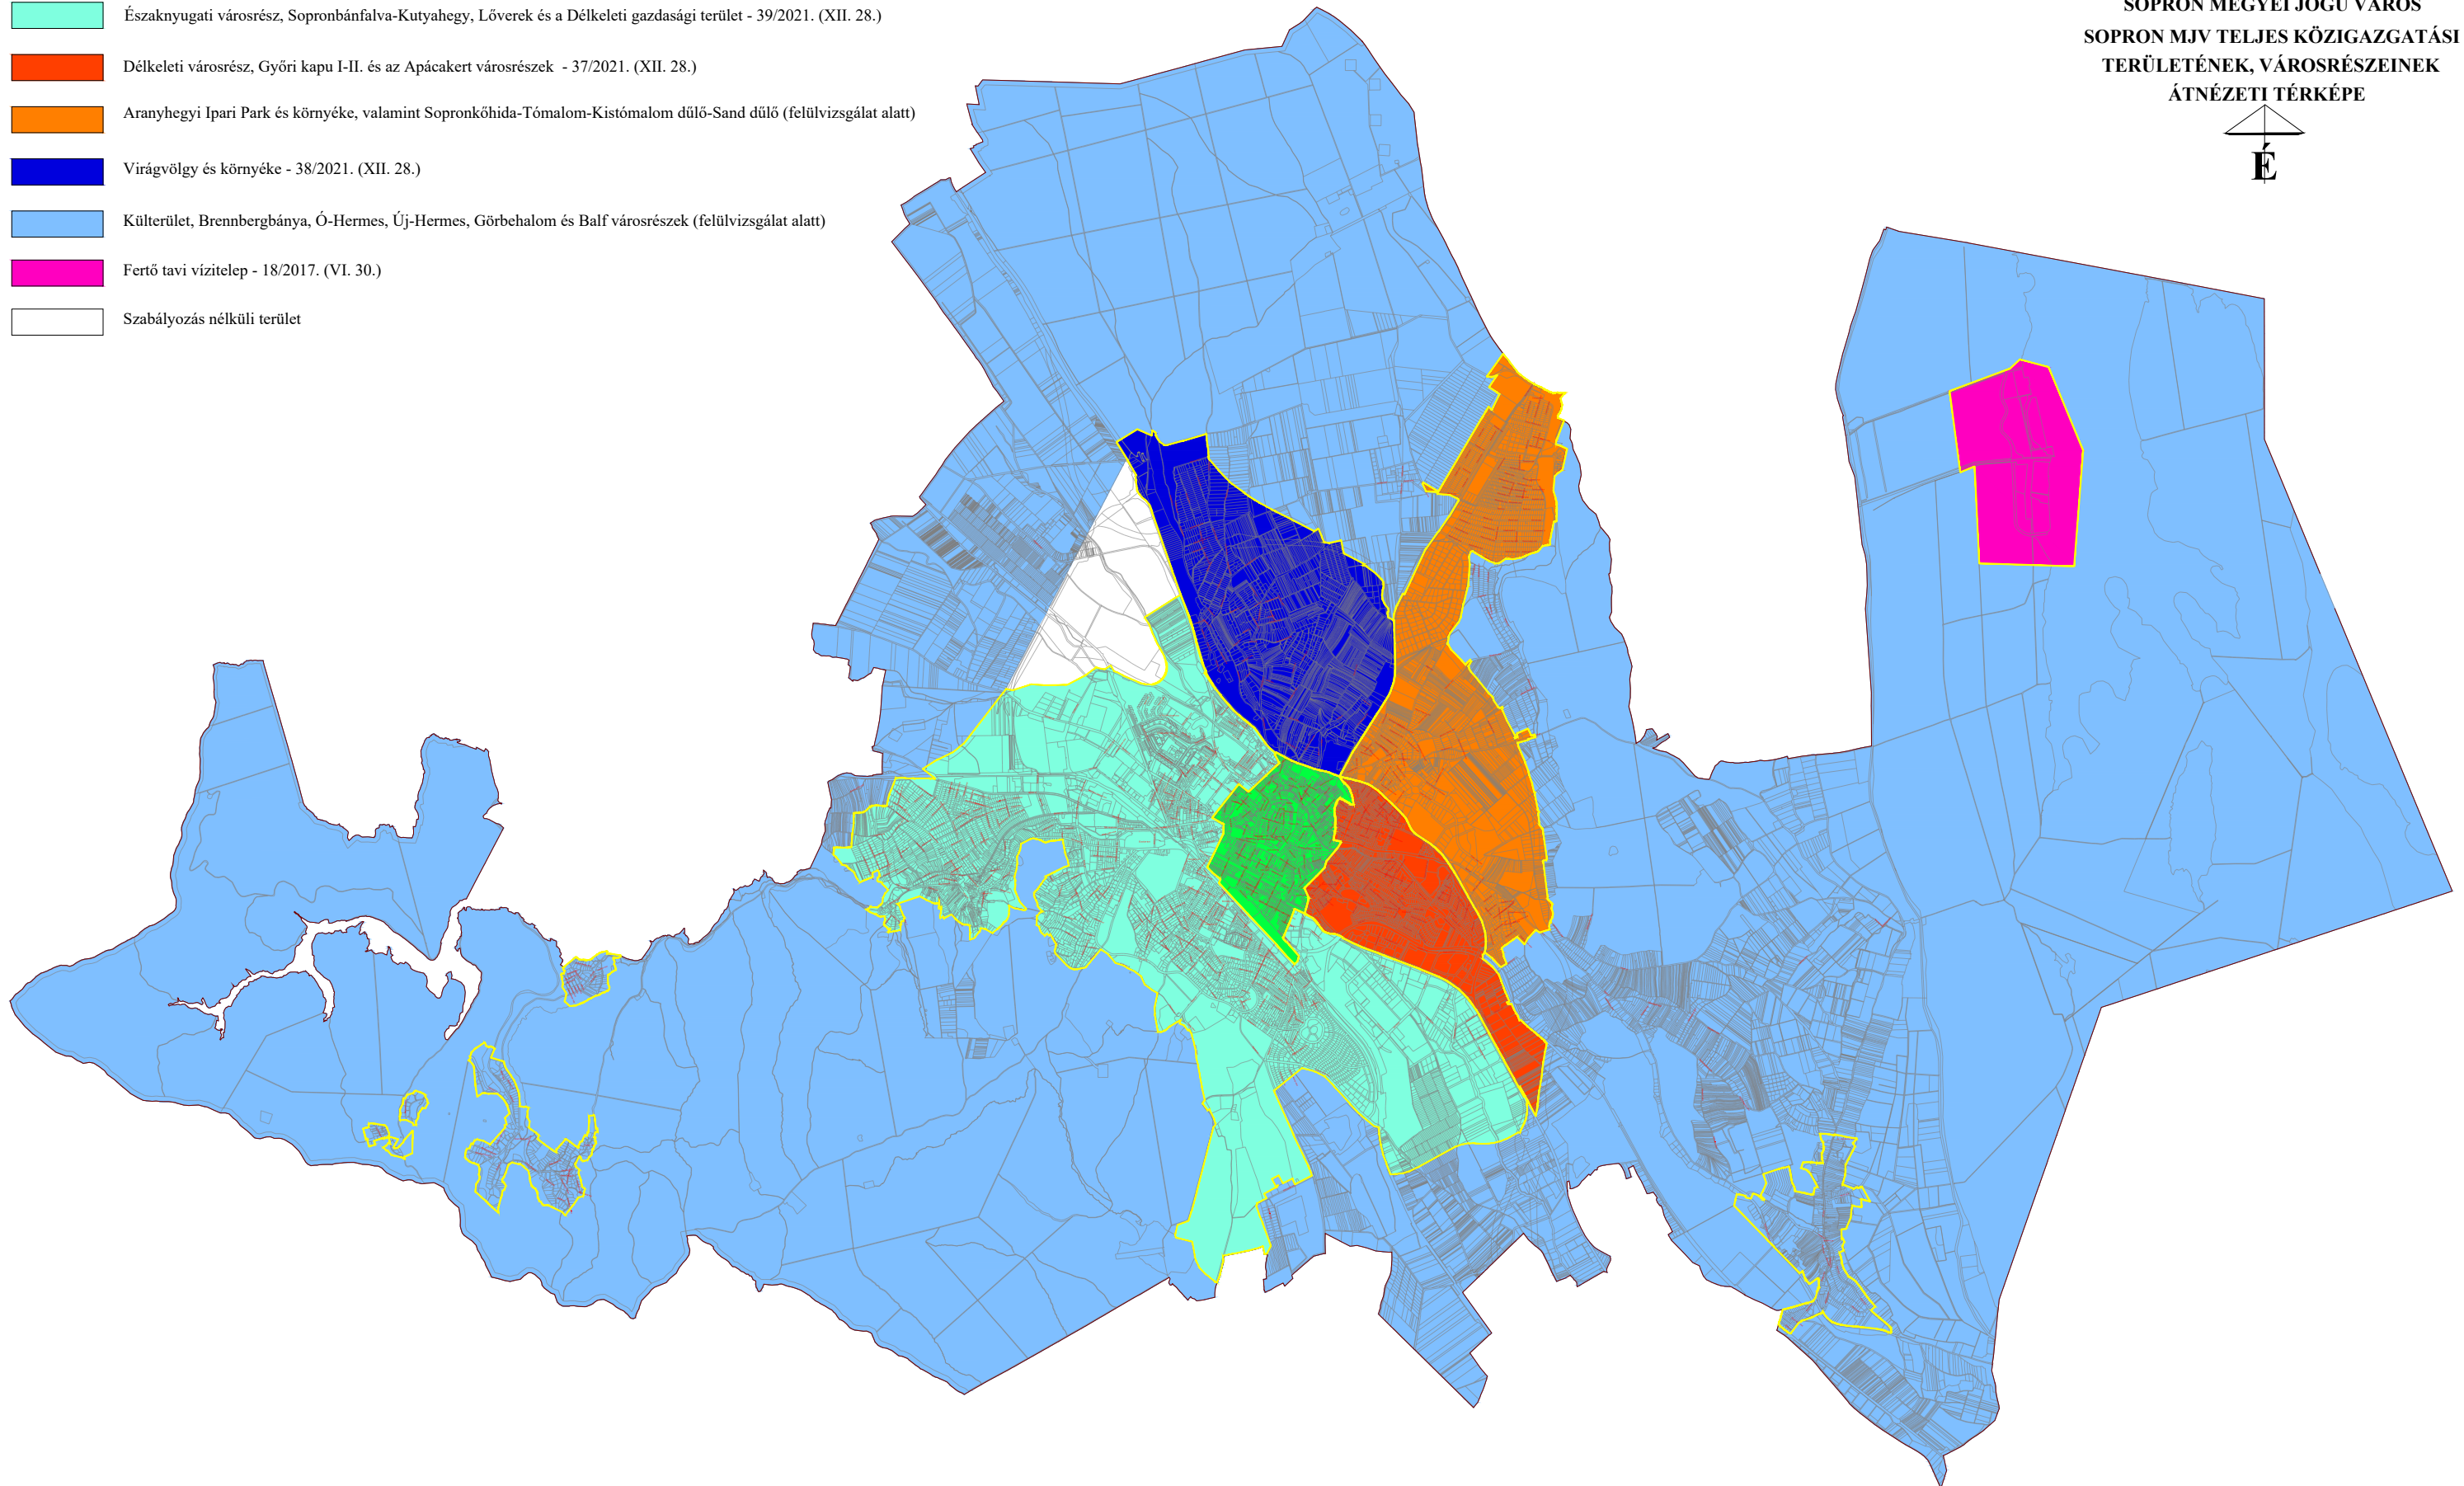 Északnyugati városrész, Sopronbánfalva-Kutyahegy, Lőverek és a Délkeleti gazdasági terület - 39/2021. (XII. 28.)
Délkeleti városrész, Győri kapu I-II. és az Apácakert városrészek - 37/2021. (XII. 28.)
Aranyhegyi Ipari Park és környéke, valamint Sopronkőhida-Tómalom-Kistómalom dűlő-Sand dűlő (felülvizsgálat alatt)
Virágvölgy és környéke - 38/2021. (XII. 28.)
Külterület, Brennbergbánya, Ó-Hermes, Új-Hermes, Görbehalom és Balf városrészek (felülvizsgálat alatt)
Fertő tavi vízitelep - 18/2017. (VI. 30.)
Szabályozás nélküli terület
SOPRON MEGYEI JOGÚ VÁROS
SOPRON MJV TELJES KÖZIGAZGATÁSI
TERÜLETÉNEK, VÁROSRÉSZEINEK
ÁTNÉZETI TÉRKÉPE
É